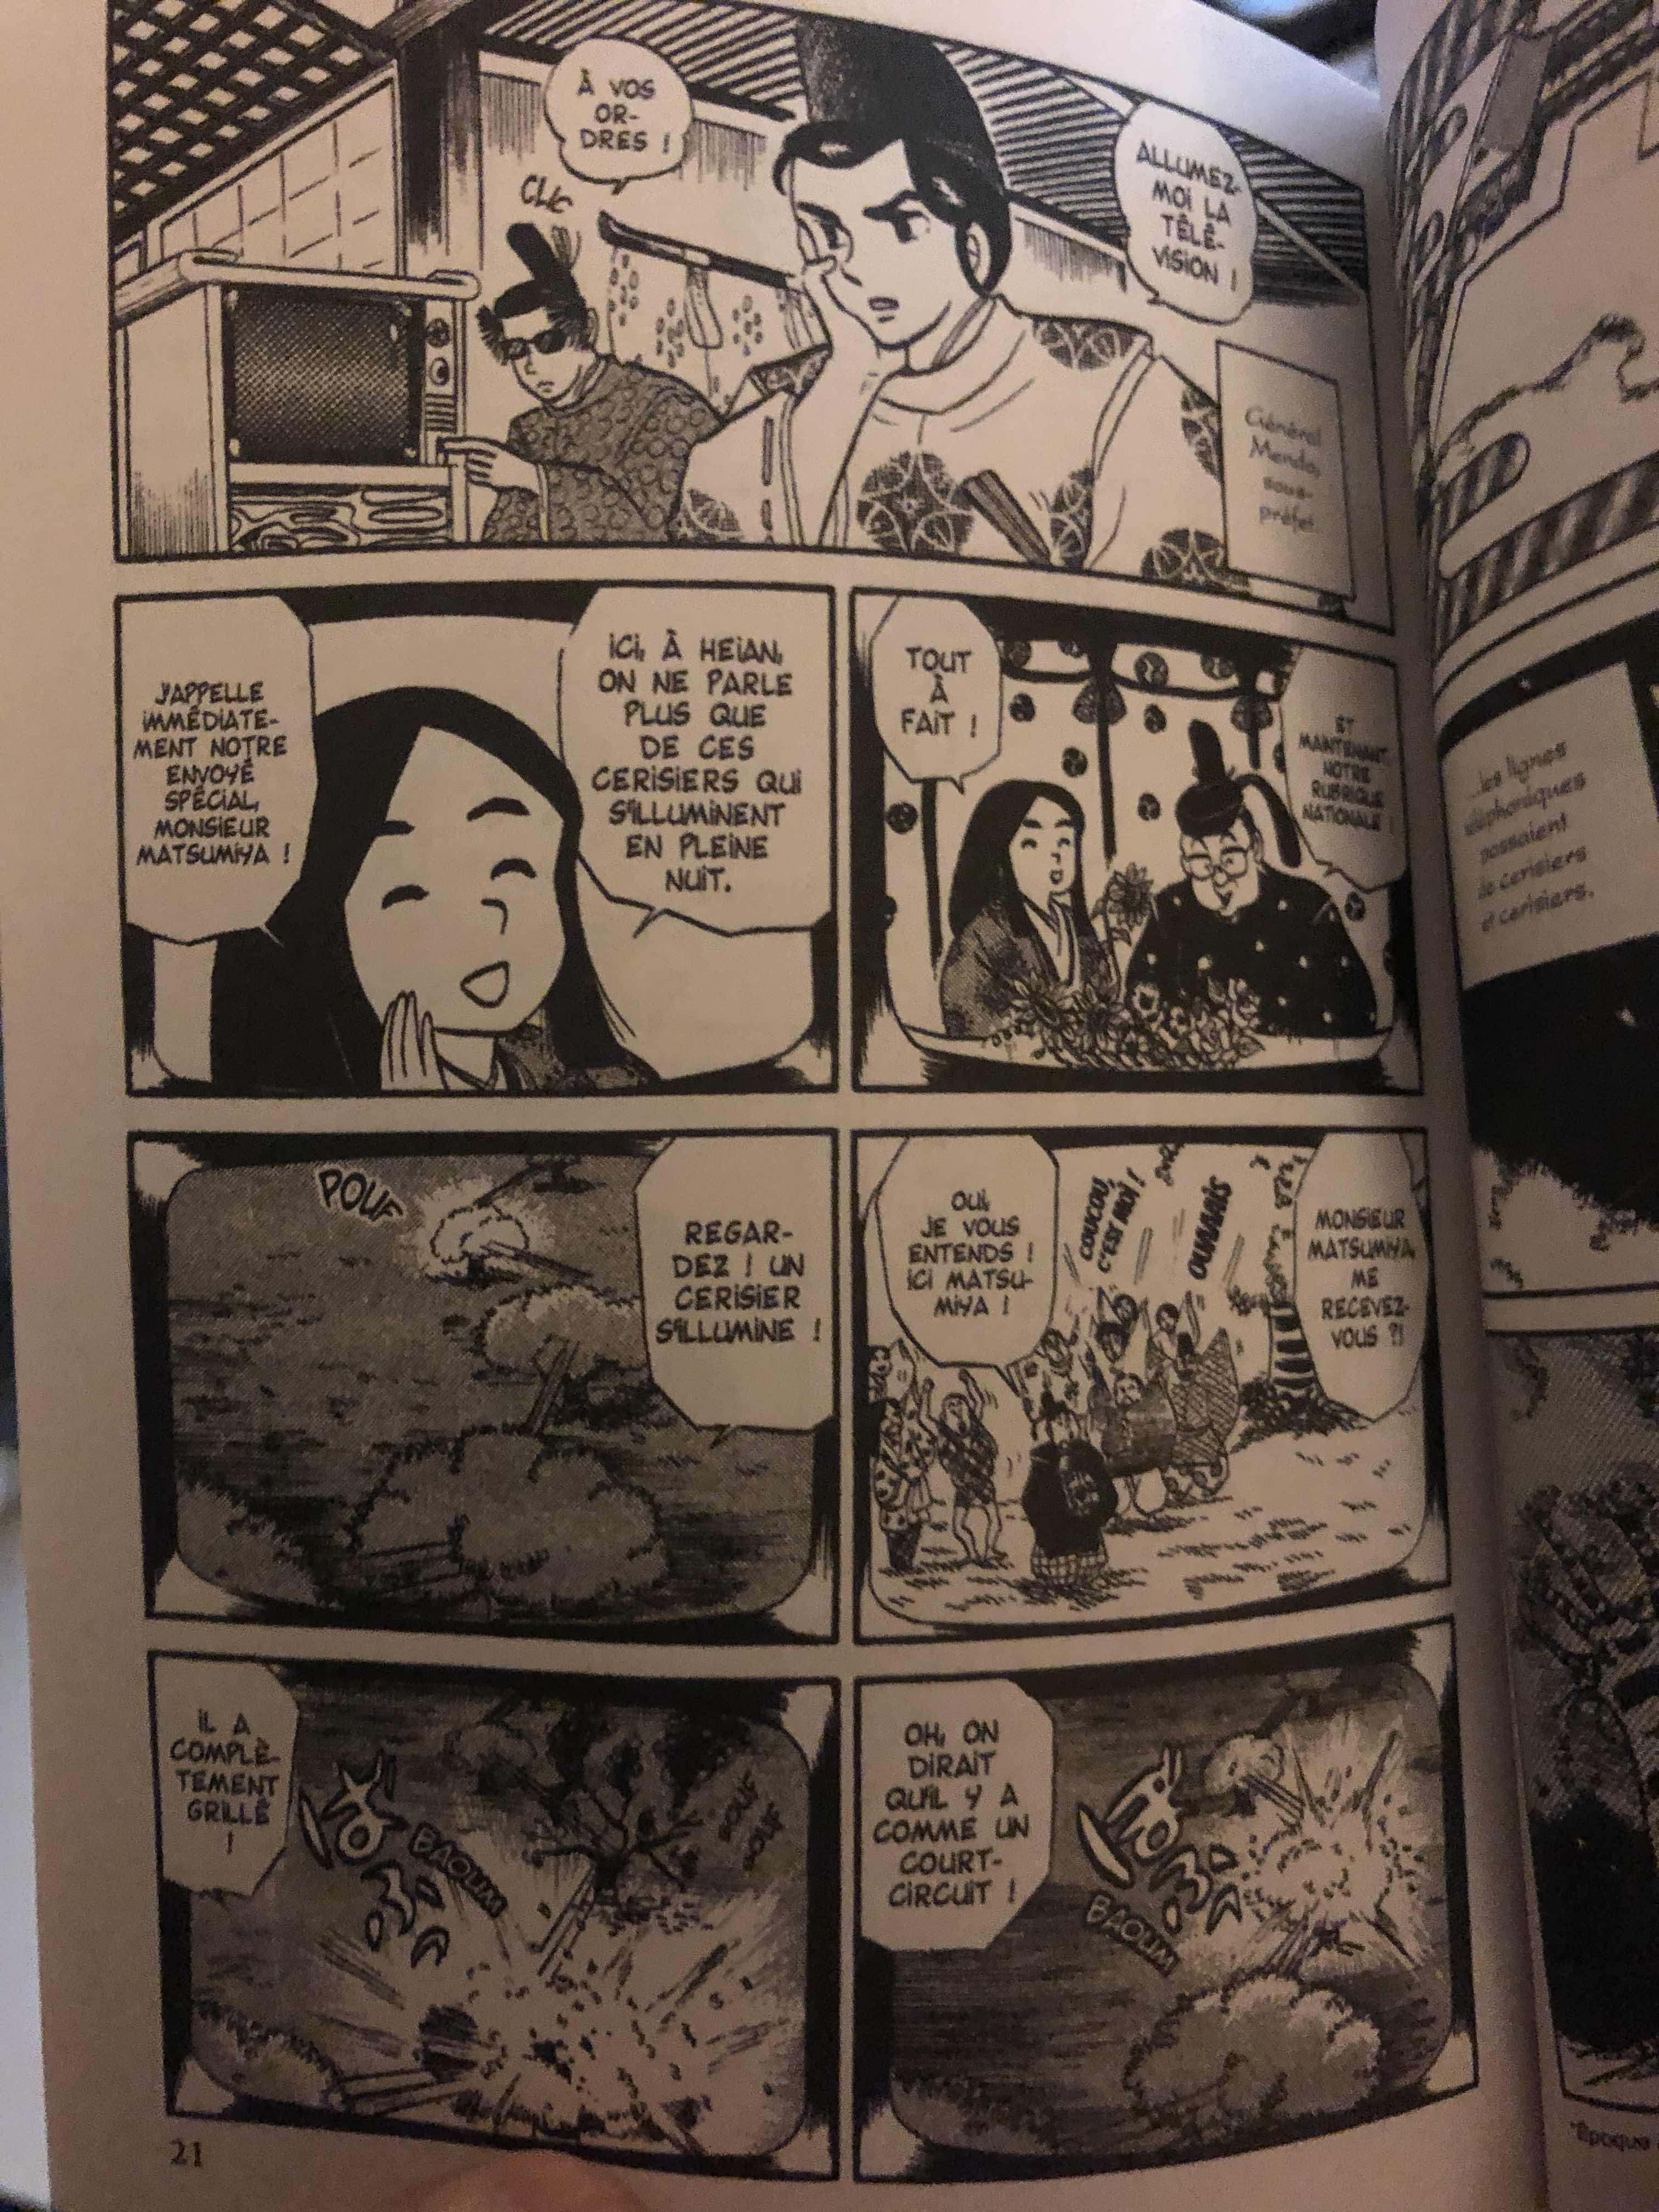 ALLUMEZ-
MOI LA
TÉLÉ-
VISION !
À VOS
OR-
DRES !
CLIC
Général
Mendo,
sous-
préfet.
ET
MAINTENANT,
NOTRE
RUBRIQUE
NATIONALE !
TOUT
À
FAIT !
ICI, À HEIAN,
ON NE PARLE
PLUS QUE
DE CES
CERISIERS QUI
S'ILLUMINENT
EN PLEINE
NUIT.
J'APPELLE
IMMÉDIATE-
MENT NOTRE
ENVOYÉ
SPÉCIAL,
MONSIEUR
MATSUMIYA !
MONSIEUR
MATSUMIYA,
ME
RECEVEZ-
VOUS ?!
OUAAAIS
COUCOU,
C'EST MOI !
OUI,
JE VOUS
ENTENDS !
ICI MATSU-
MIYA !
REGAR-
DEZ ! UN
CERISIER
S'ILLUMINE !
POUF
OH, ON
DIRAIT
QU'IL Y A
COMME UN
COURT-
CIRCUIT !
BAOUM
IL A
COMPLÈ-
TEMENT
GRILLÉ
!
BAOUM
POUF
POUF
21
...les lignes
téléphoniques
passaient
de cerisiers
et cerisiers.
*Époque